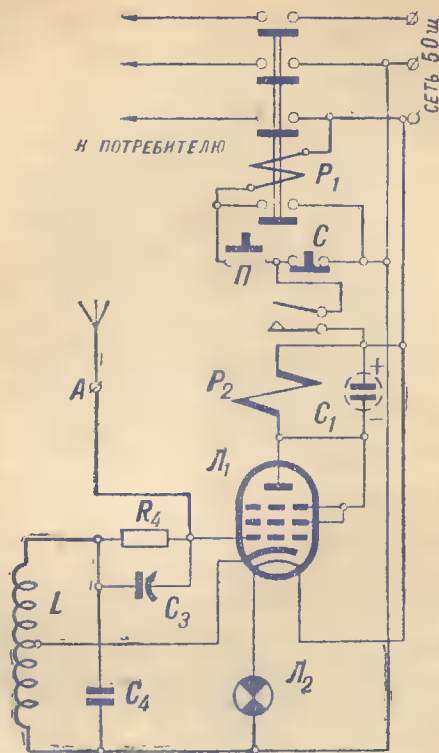 СЕТЬ 50 гц
К ПОТРЕБИТЕЛЮ
P₁
C
П
A
P₂
+
C₁
−
Л₁
R₄
L
C₃
C₄
Л₂